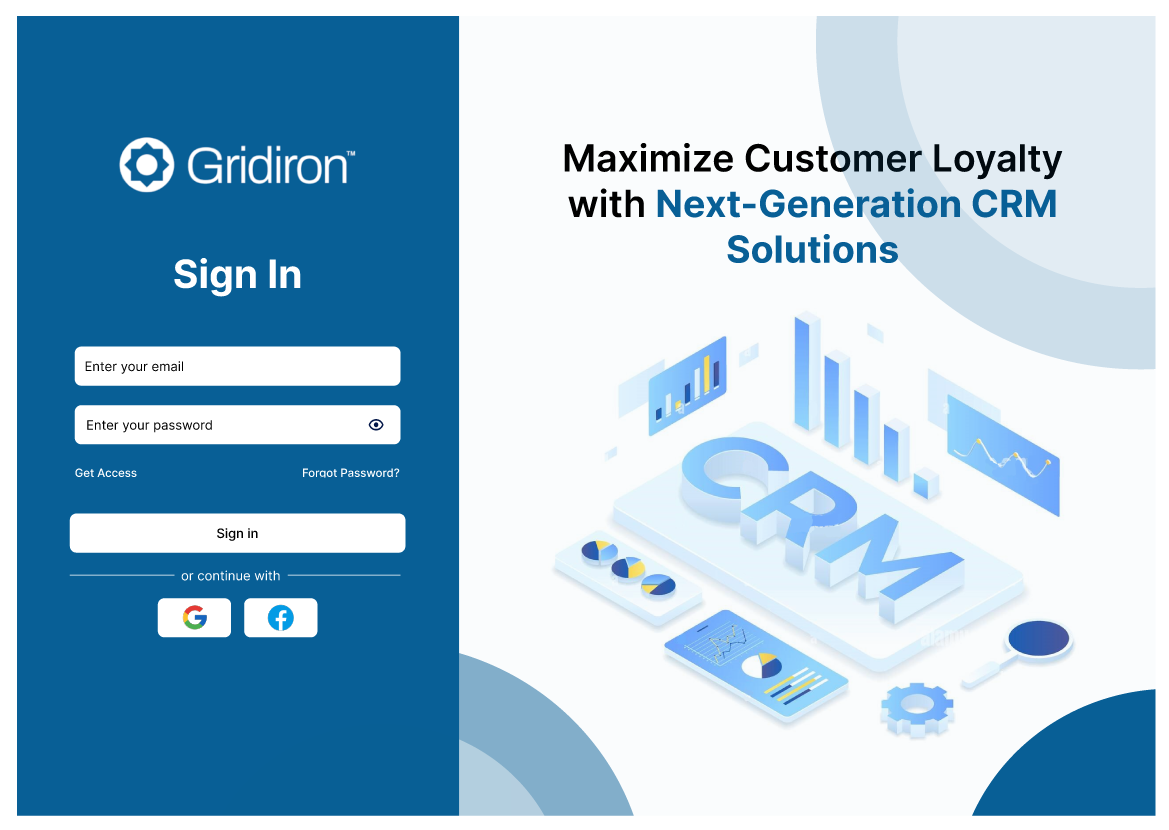 Gridiron™
Sign In
Enter your email
Enter your password
Get Access
Forgot Password?
Sign in
or continue with
Maximize Customer Loyalty
with Next-Generation CRM
Solutions
CRM